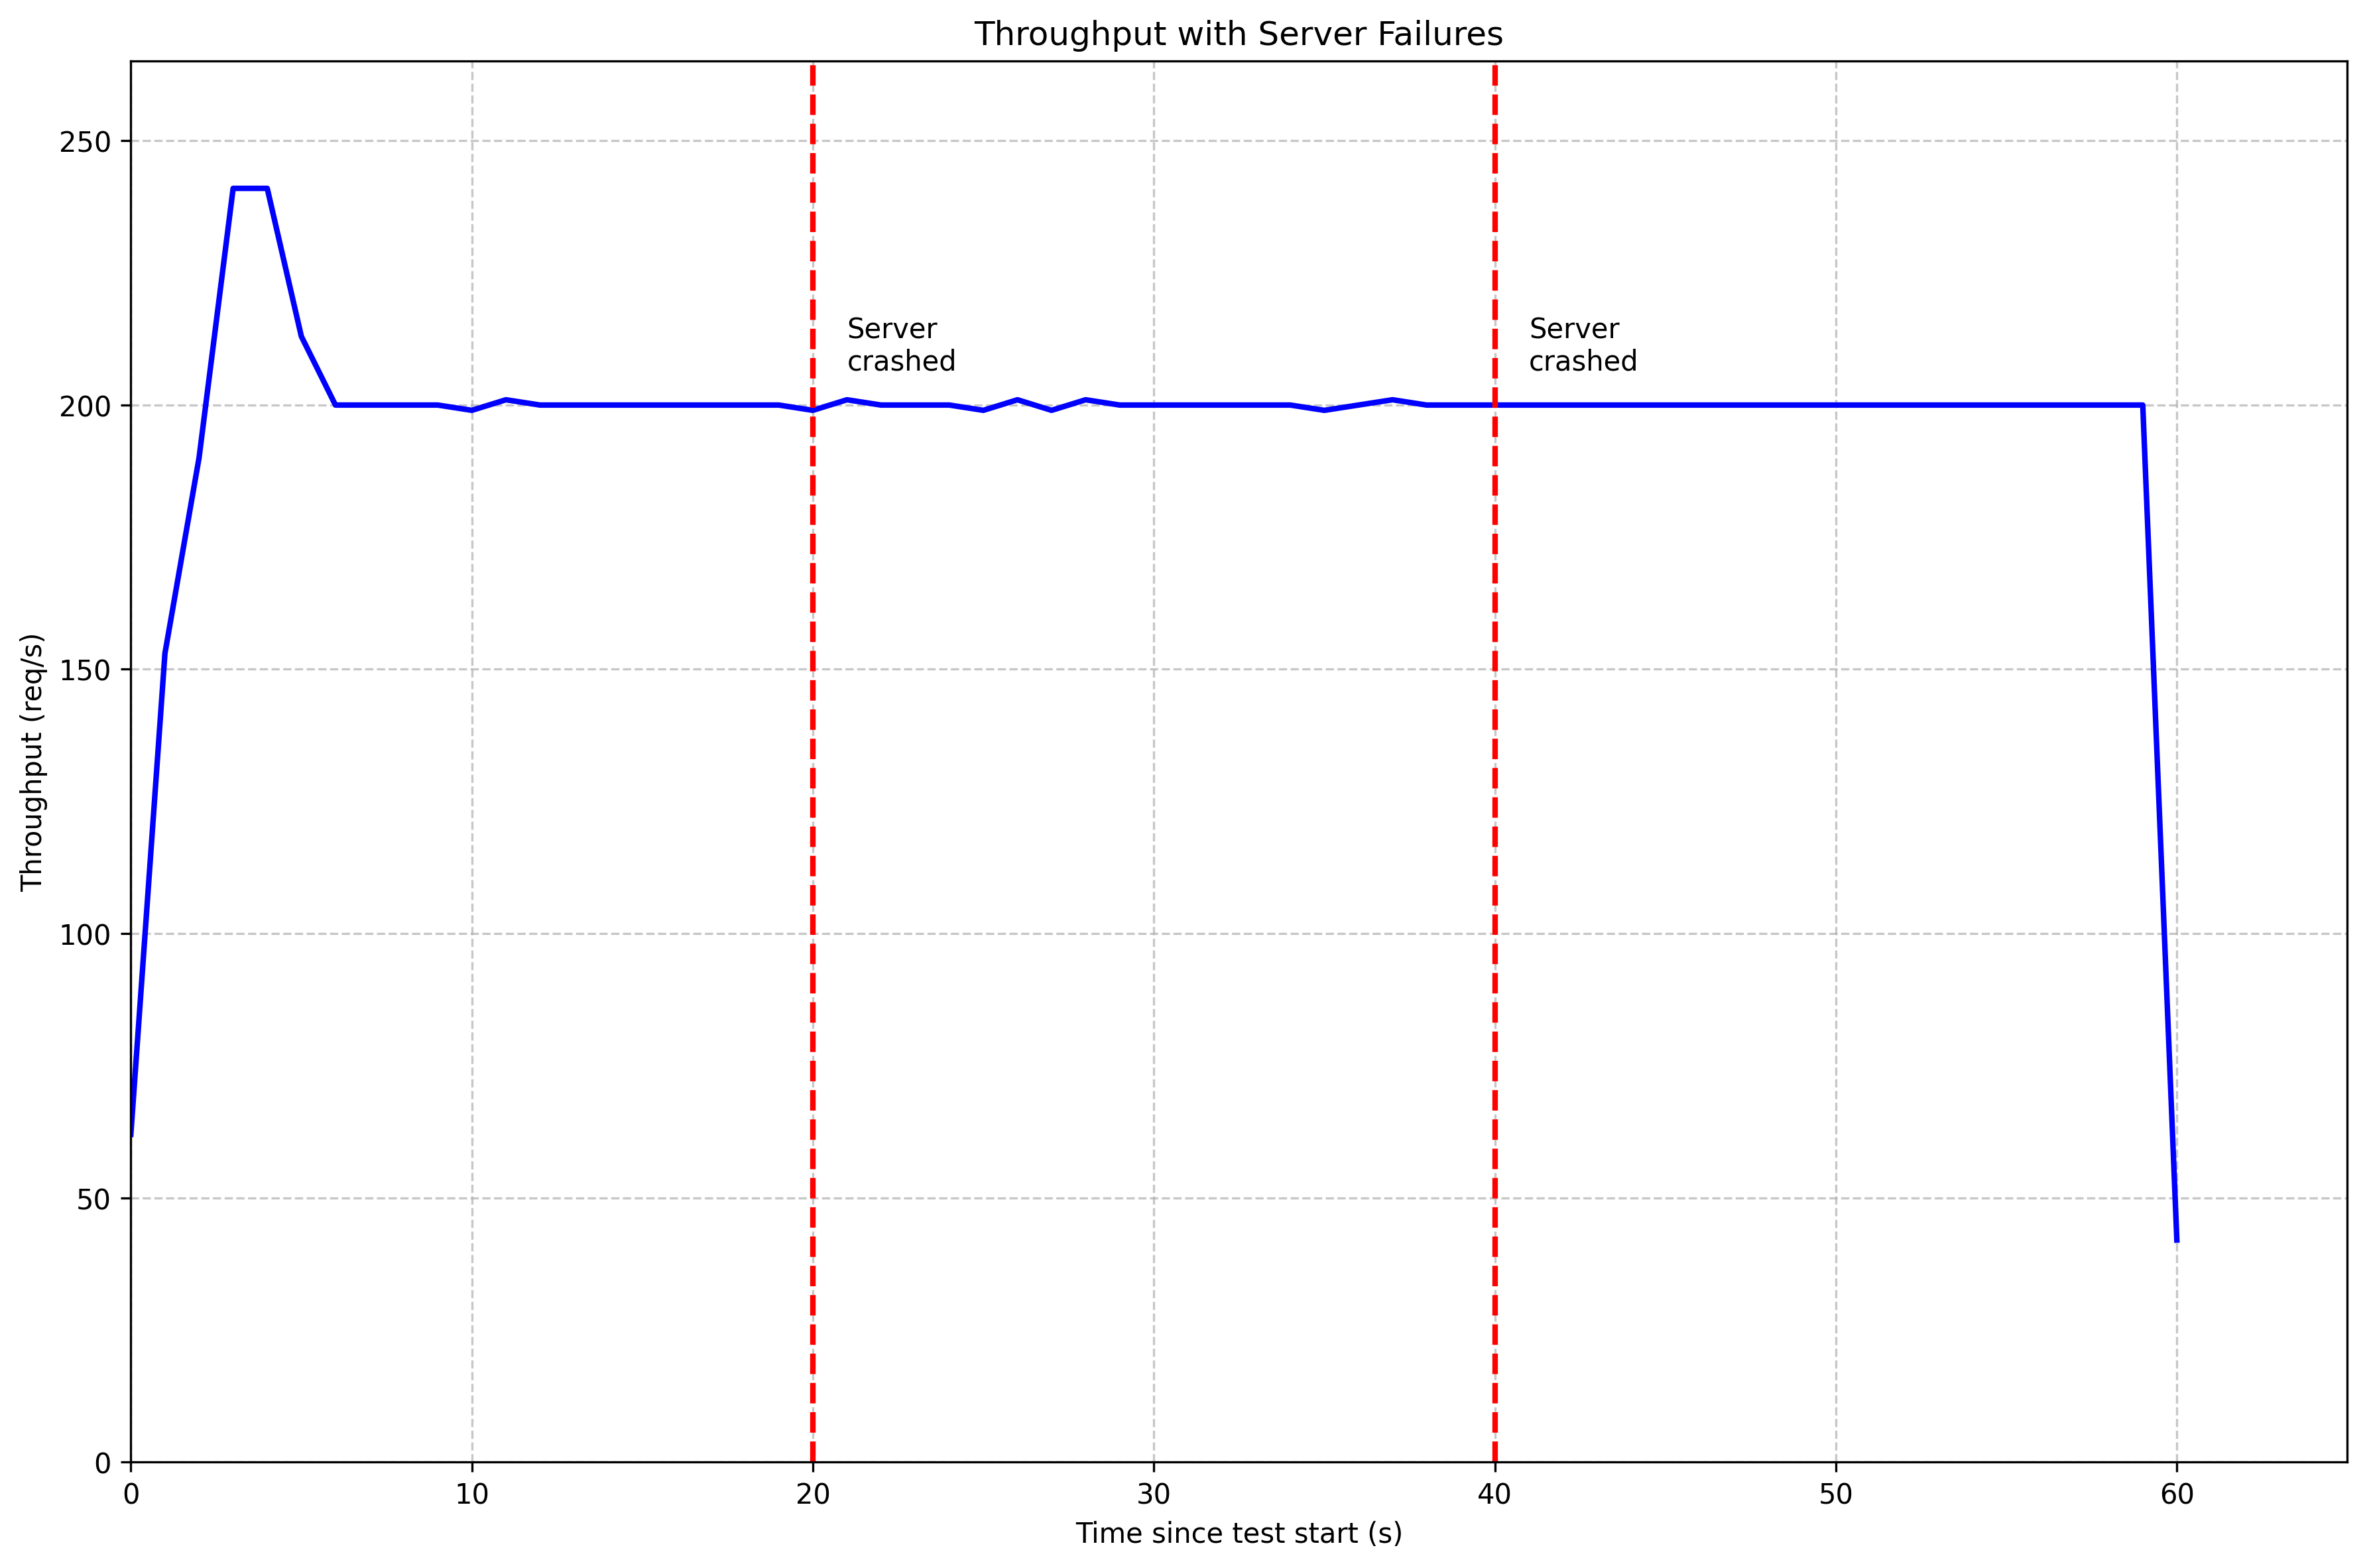 Throughput with Server Failures
250
200
150
100
50
0
Throughput (req/s)
Server
crashed
Server
crashed
0 10 20 30 40 50 60
Time since test start (s)